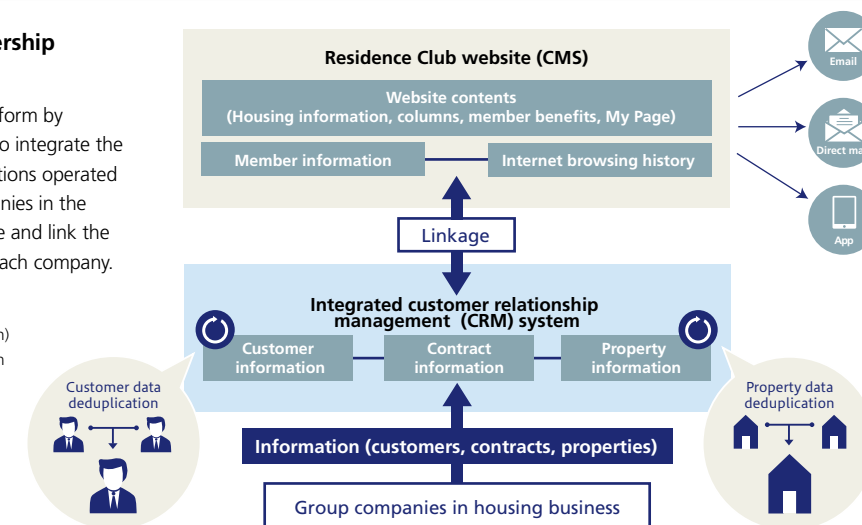 ership
form by
o integrate the
tions operated
nies in the
e and link the
ach company.
n)
n
Residence Club website (CMS)
Website contents
(Housing information, columns, member benefits, My Page)
Member information
Internet browsing history
Email
Direct ma
App
Linkage
Integrated customer relationship
management (CRM) system
Customer
information
Contract
information
Property
information
Customer data
deduplication
Property data
deduplication
Information (customers, contracts, properties)
Group companies in housing business